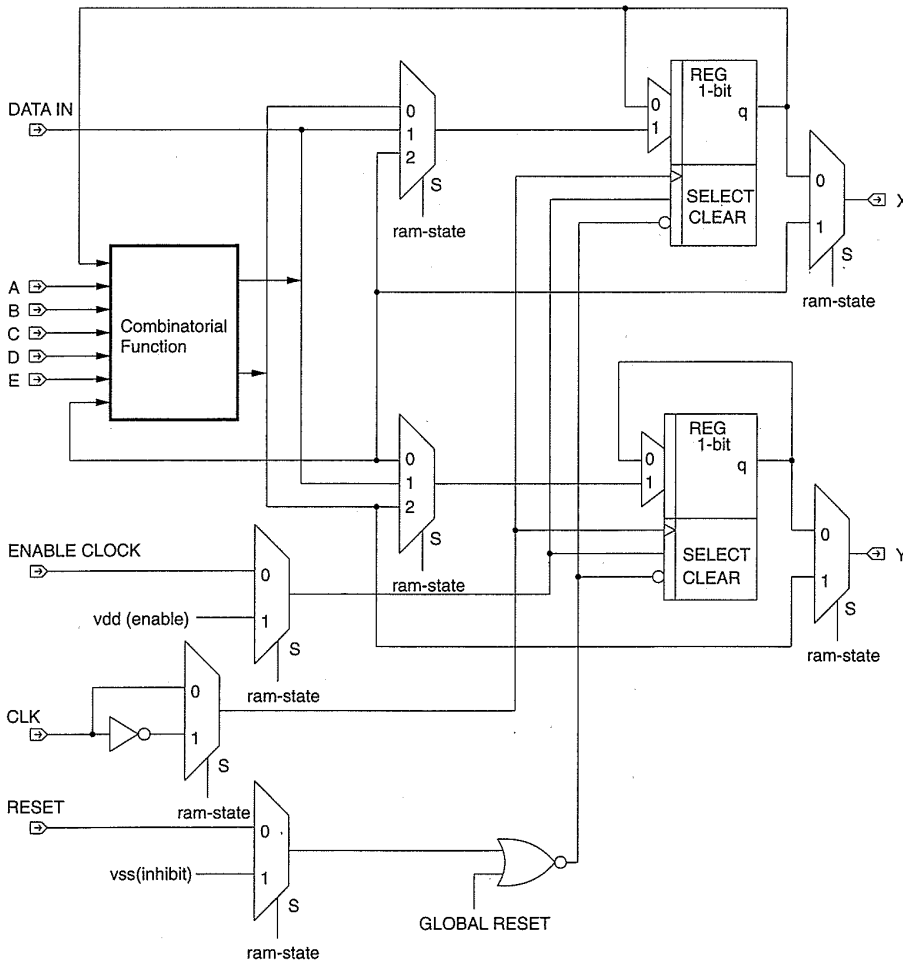 REG
1-bit
q
DATA IN
0
1
2
S
ram-state
0
1
SELECT
CLEAR
0
1
X
S
ram-state
A
B
C
D
E
Combinatorial
Function
REG
1-bit
q
0
1
2
S
ram-state
0
1
SELECT
CLEAR
0
1
Y
S
ram-state
ENABLE CLOCK
0
vdd (enable)
1
S
ram-state
CLK
0
1
S
ram-state
RESET
0
vss(inhibit)
1
S
ram-state
GLOBAL RESET